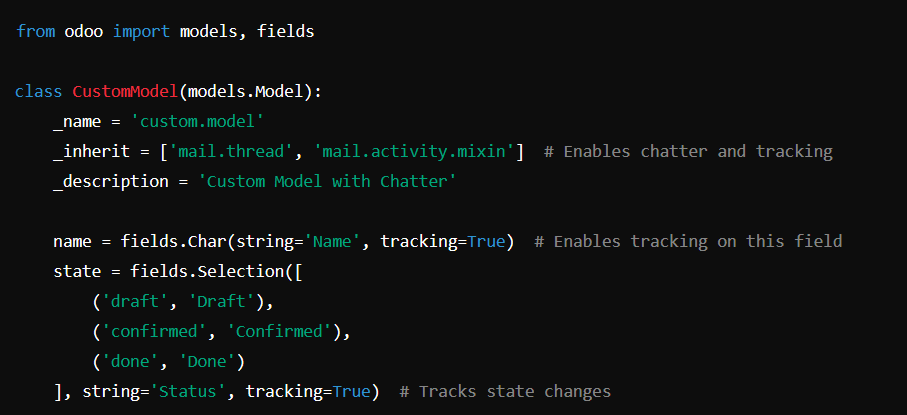 from odoo import models, fields
class CustomModel(models.Model):
    _name = 'custom.model'
    _inherit = ['mail.thread', 'mail.activity.mixin']  # Enables chatter and tracking
    _description = 'Custom Model with Chatter'
    name = fields.Char(string='Name', tracking=True)  # Enables tracking on this field
    state = fields.Selection([
        ('draft', 'Draft'),
        ('confirmed', 'Confirmed'),
        ('done', 'Done')
    ], string='Status', tracking=True)  # Tracks state changes